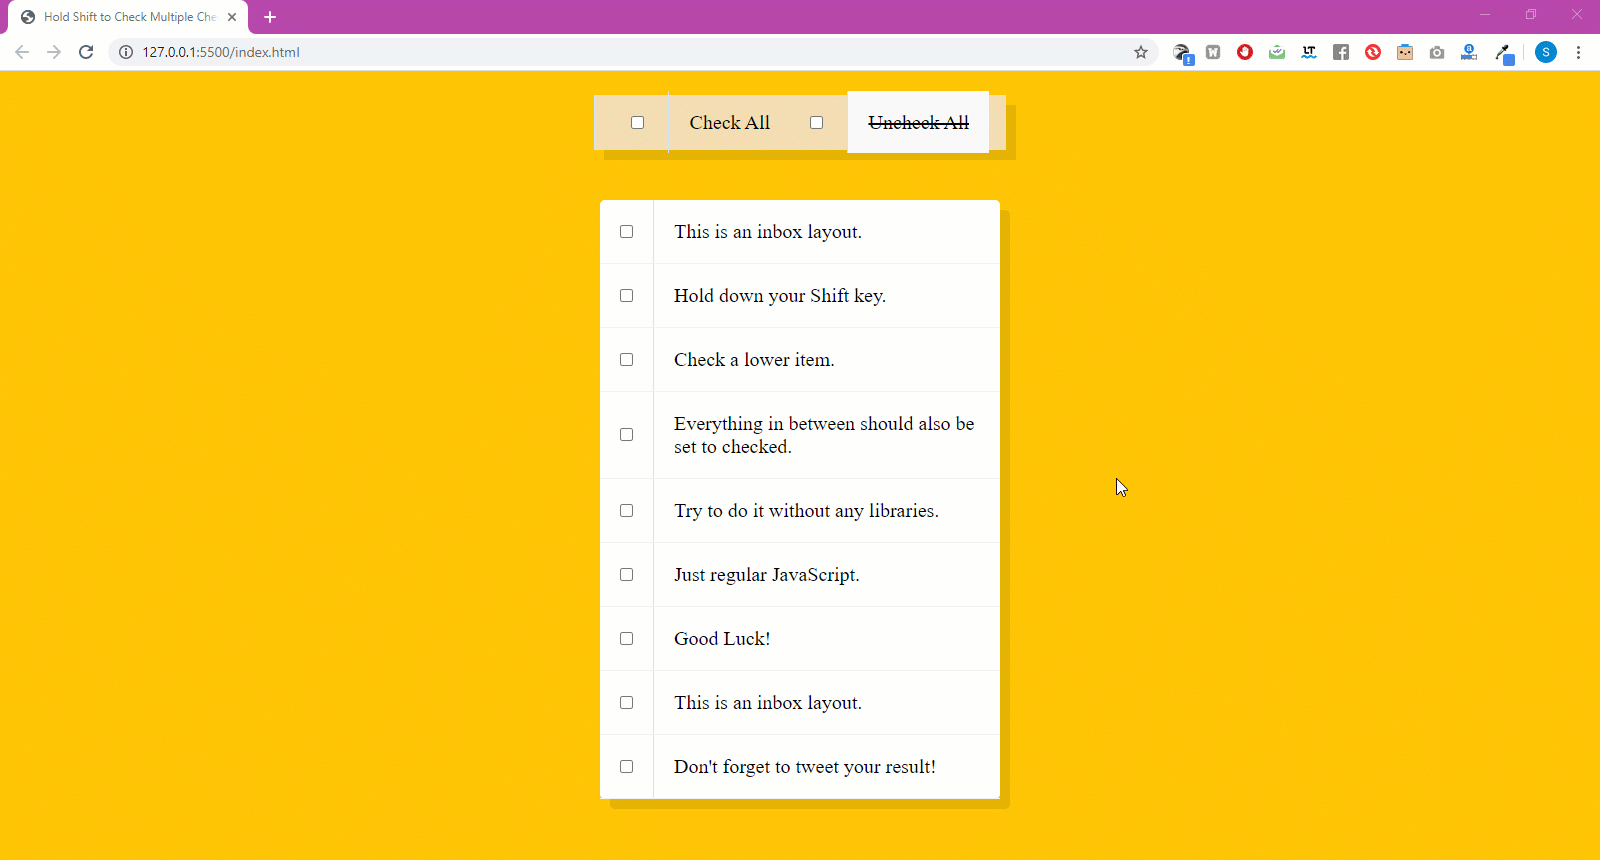 Hold Shift to Check Multiple Che
127.0.0.1:5500/index.html
S
Check All
Uncheck All
This is an inbox layout.
Hold down your Shift key.
Check a lower item.
Everything in between should also be
set to checked.
Try to do it without any libraries.
Just regular JavaScript.
Good Luck!
This is an inbox layout.
Don't forget to tweet your result!